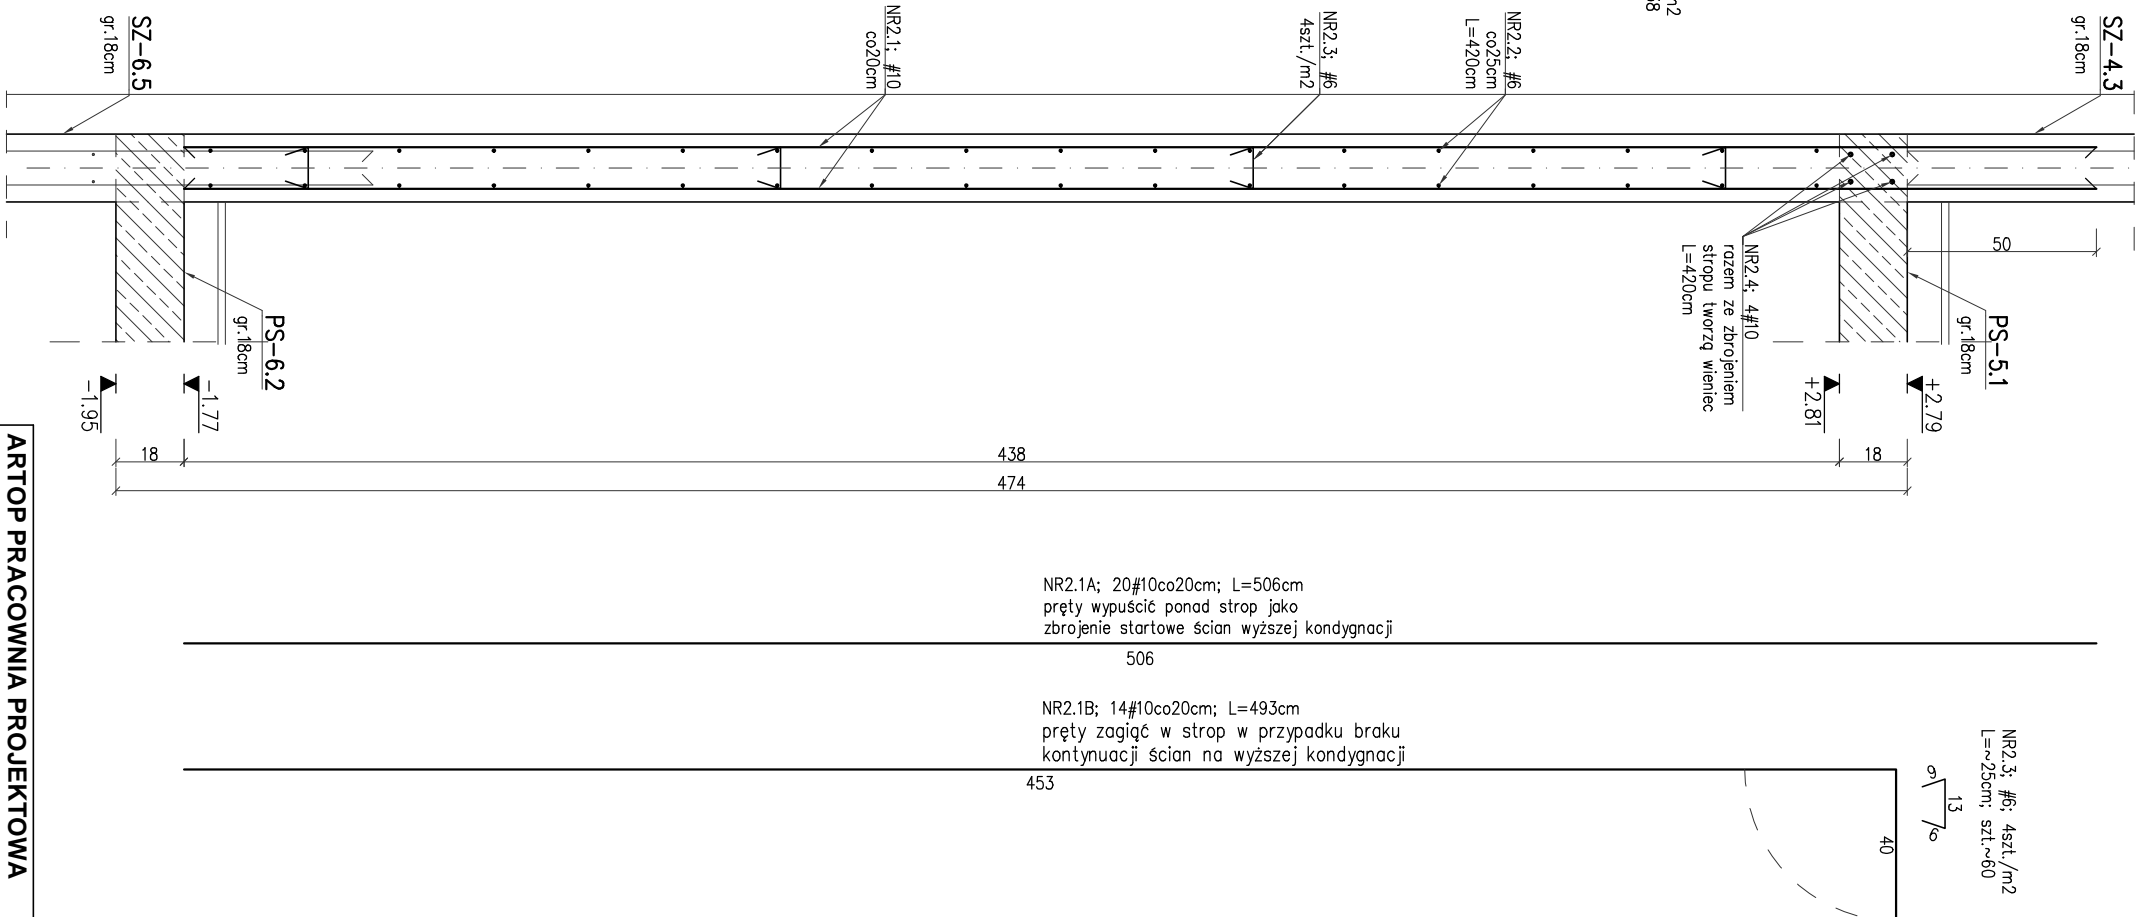 m2
68
SZ-4.3
gr.18cm
NR2.2; #6
co25cm
L=420cm
NR2.3; #6
4szt./m2
NR2.1; #10
co20cm
SZ-6.5
gr.18cm
50
NR2.4; 4#10
razem ze zbrojeniem
stropu tworzą wieniec
L=420cm
PS-5.1
gr.18cm
PS-6.2
gr.18cm
+2.79
+2.81
-1.77
-1.95
18
438
18
474
NR2.1A; 20#10co20cm; L=506cm
pręty wypuścić ponad strop jako
zbrojenie startowe ścian wyższej kondygnacji
506
NR2.1B; 14#10co20cm; L=493cm
pręty zagiąć w strop w przypadku braku
kontynuacji ścian na wyższej kondygnacji
453
40
NR2.3; #6; 4szt./m2
L=~25cm; szt.~60
13
6
6
ARTOP PRACOWNIA PROJEKTOWA